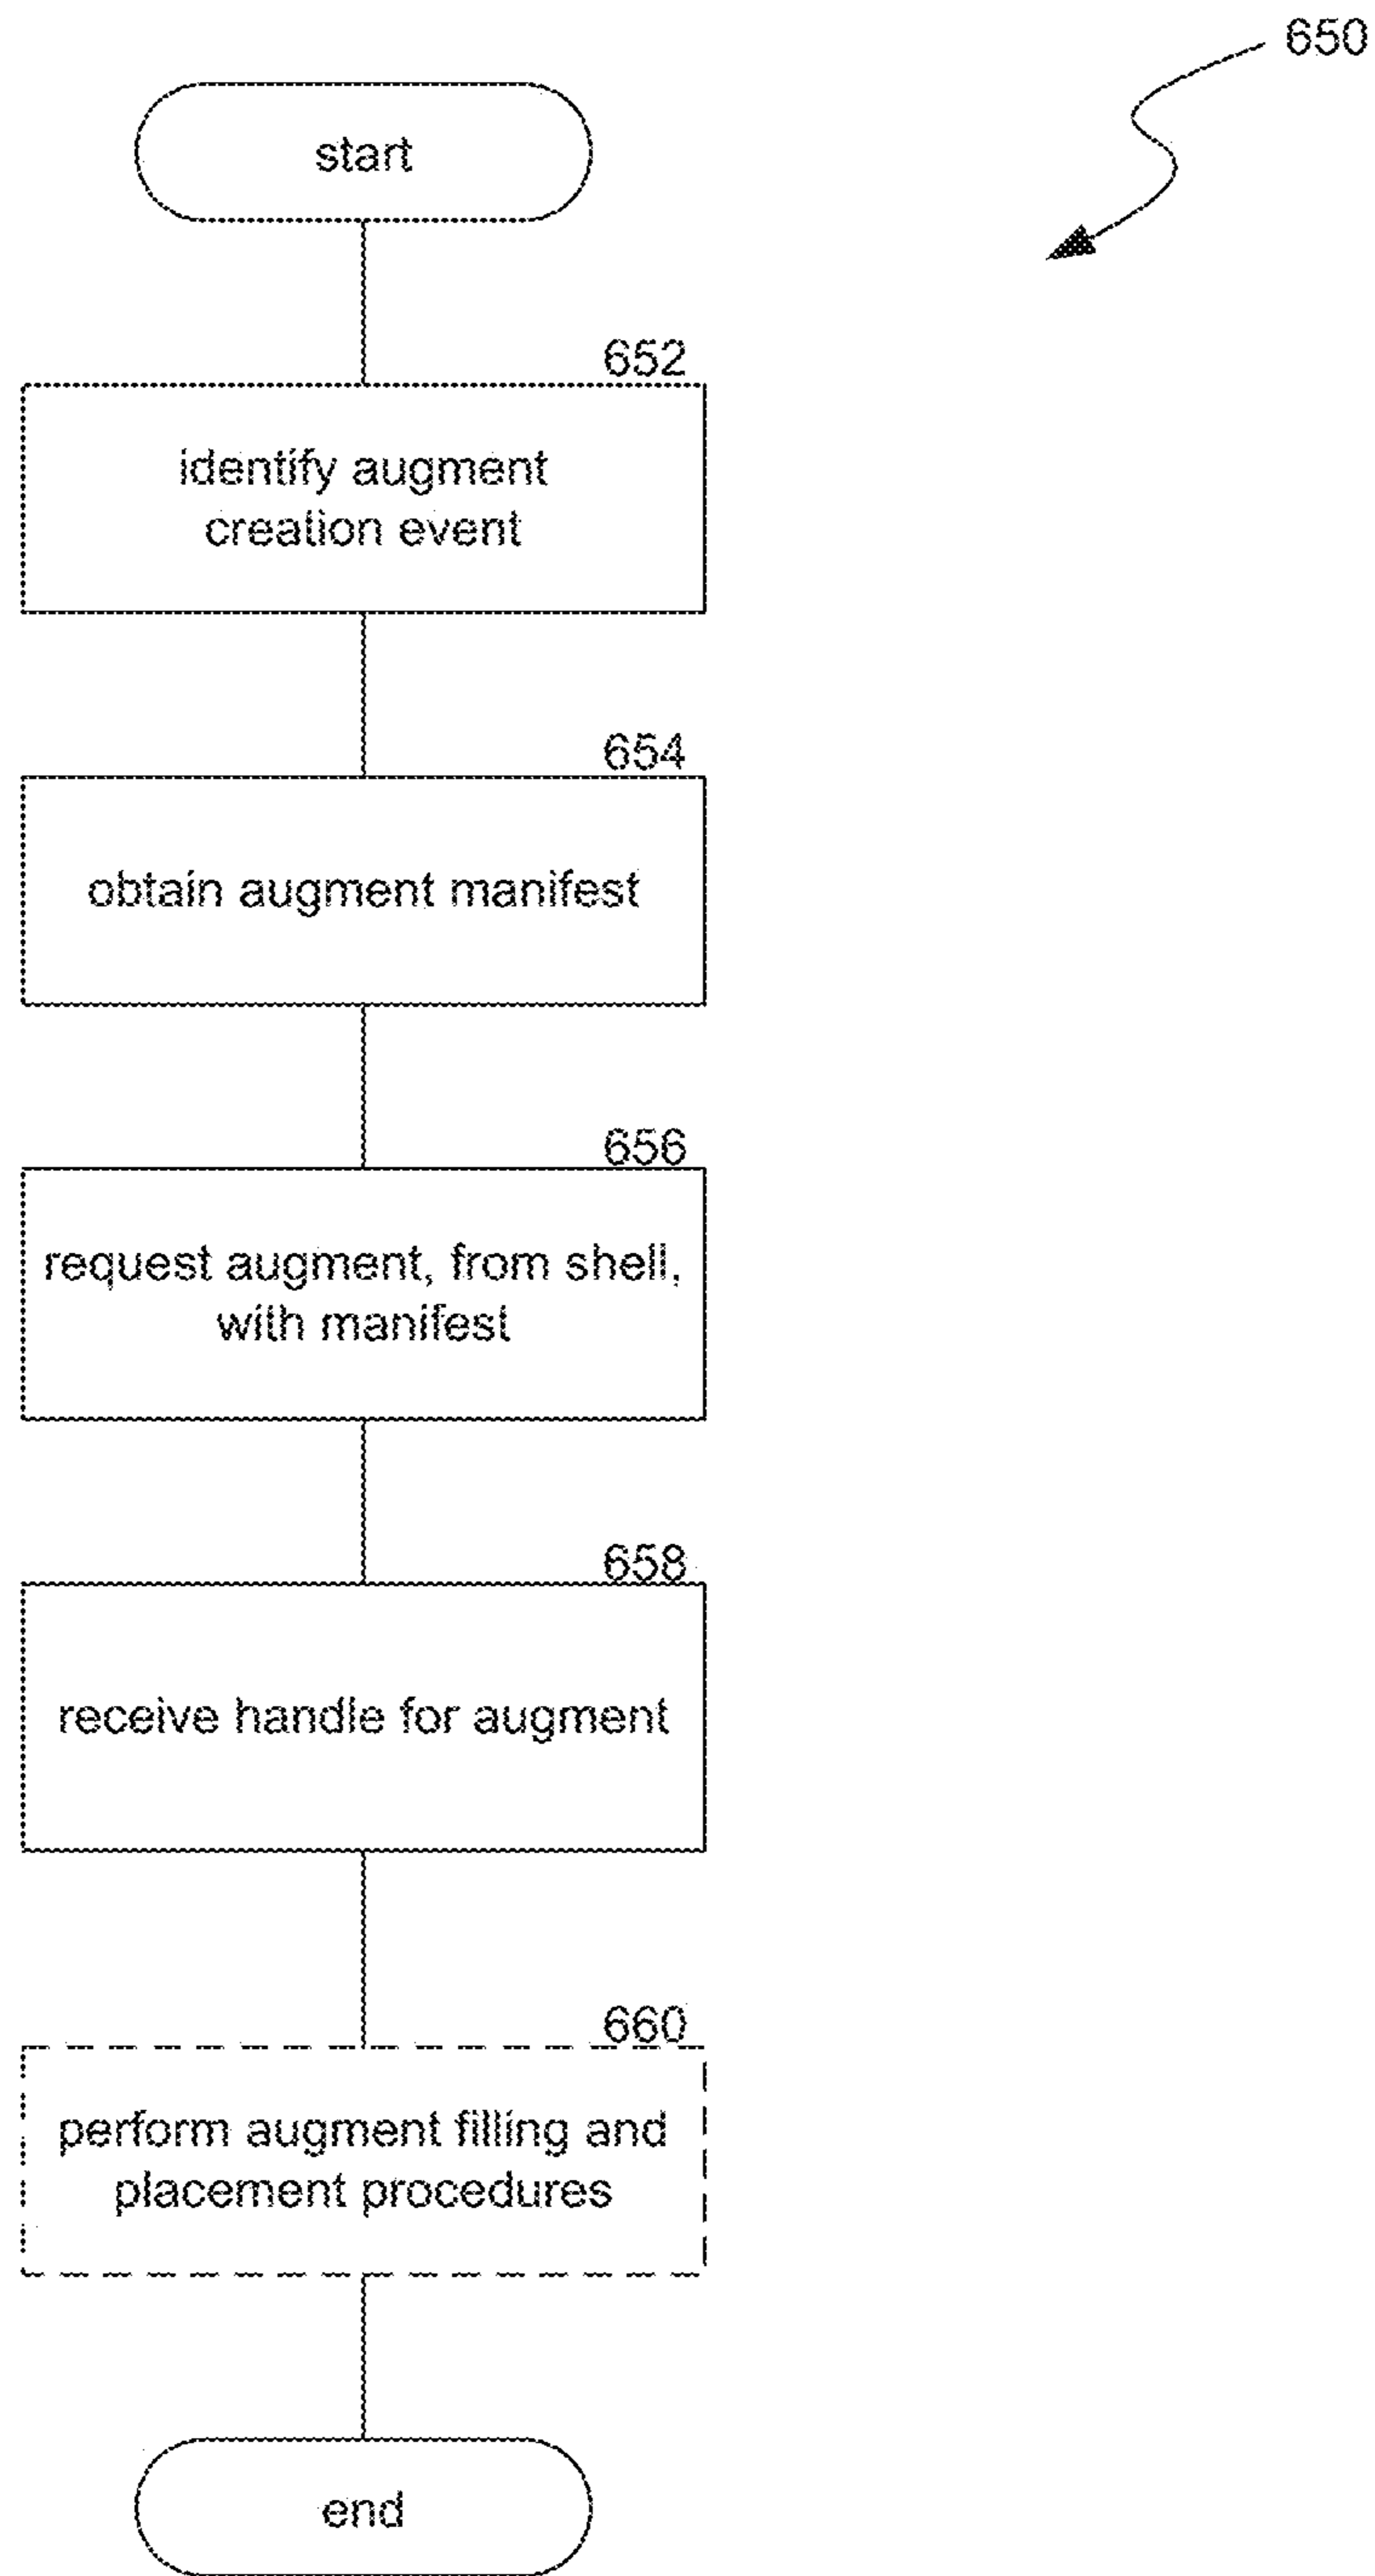 650
start
652
identify augment
creation event
654
obtain augment manifest
656
request augment, from shell,
with manifest
658
receive handle for augment
660
perform augment filling and
placement procedures
end